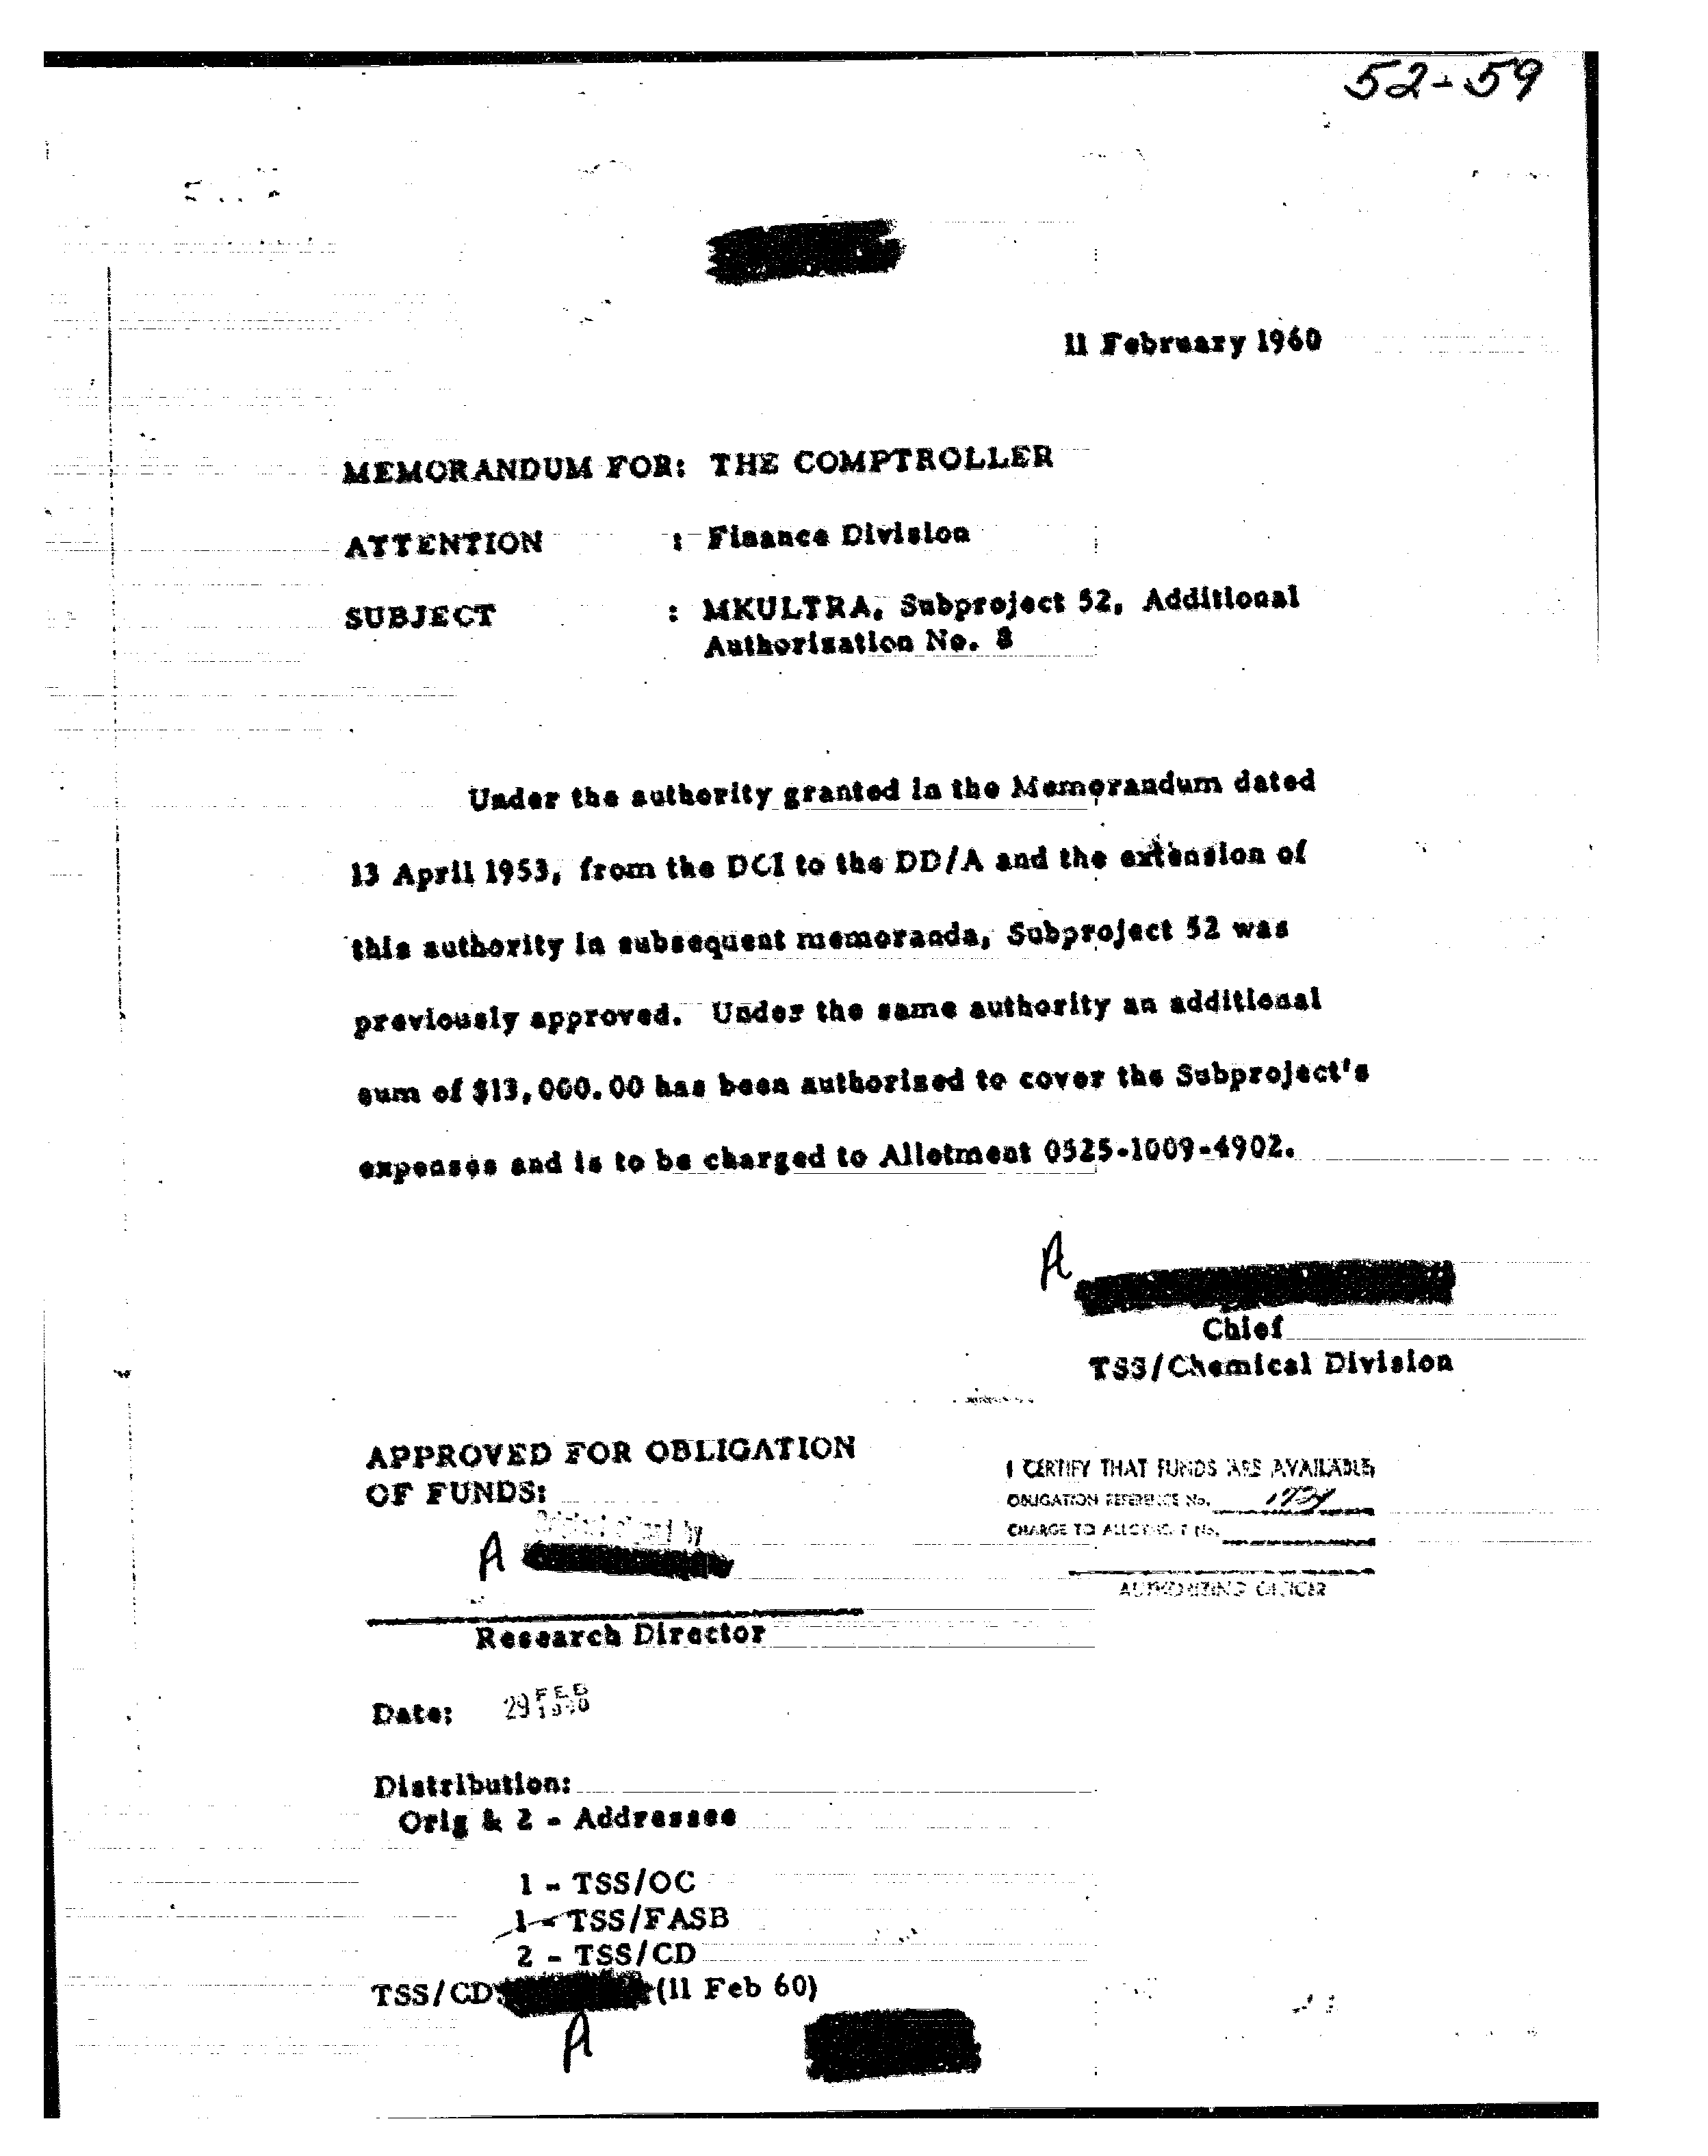 52-59
11 February 1960
MEMORANDUM FOR: THE COMPTROLLER
ATTENTION : Finance Division
SUBJECT : MKULTRA, Subproject 52, Additional
Authorization No. 8
Under the authority granted in the Memorandum dated
13 April 1953, from the DCI to the DD/A and the extension of
this authority in subsequent memoranda, Subproject 52 was
previously approved. Under the same authority an additional
sum of $13,000.00 has been authorized to cover the Subproject's
expenses and is to be charged to Allotment 0525-1009-4902.
A
Chief
TSS/Chemical Division
APPROVED FOR OBLIGATION
OF FUNDS:
I CERTIFY THAT FUNDS ARE AVAILABLE
OBLIGATION REFERENCE No.
CHARGE TO ALLOTMENT No.
AUTHORIZING OFFICER
Original signed by
A
Research Director
Date: 29 FEB 1960
Distribution:
Orig & 2 - Addressee
1 - TSS/OC
1 - TSS/FASB
2 - TSS/CD
TSS/CD: (11 Feb 60)
A